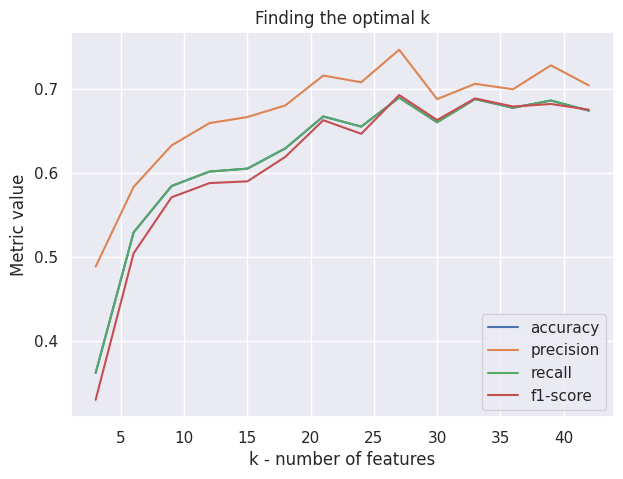 Finding the optimal k
Metric value
0.7
0.6
0.5
0.4
5 10 15 20 25 30 35 40
k - number of features
accuracy
precision
recall
f1-score